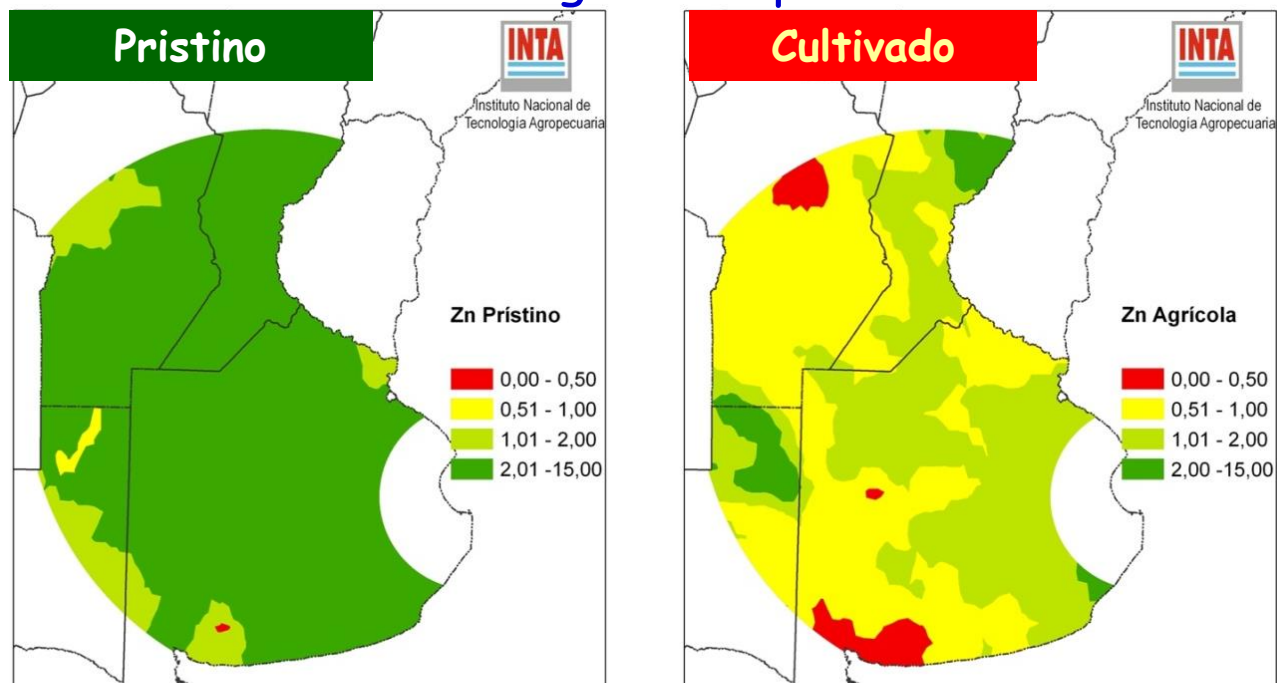 Pristino
INTA
Instituto Nacional de
Tecnología Agropecuaria
Zn Prístino
0,00 - 0,50
0,51 - 1,00
1,01 - 2,00
2,01 -15,00
Cultivado
INTA
Instituto Nacional de
Tecnología Agropecuaria
Zn Agrícola
0,00 - 0,50
0,51 - 1,00
1,01 - 2,00
2,00 -15,00